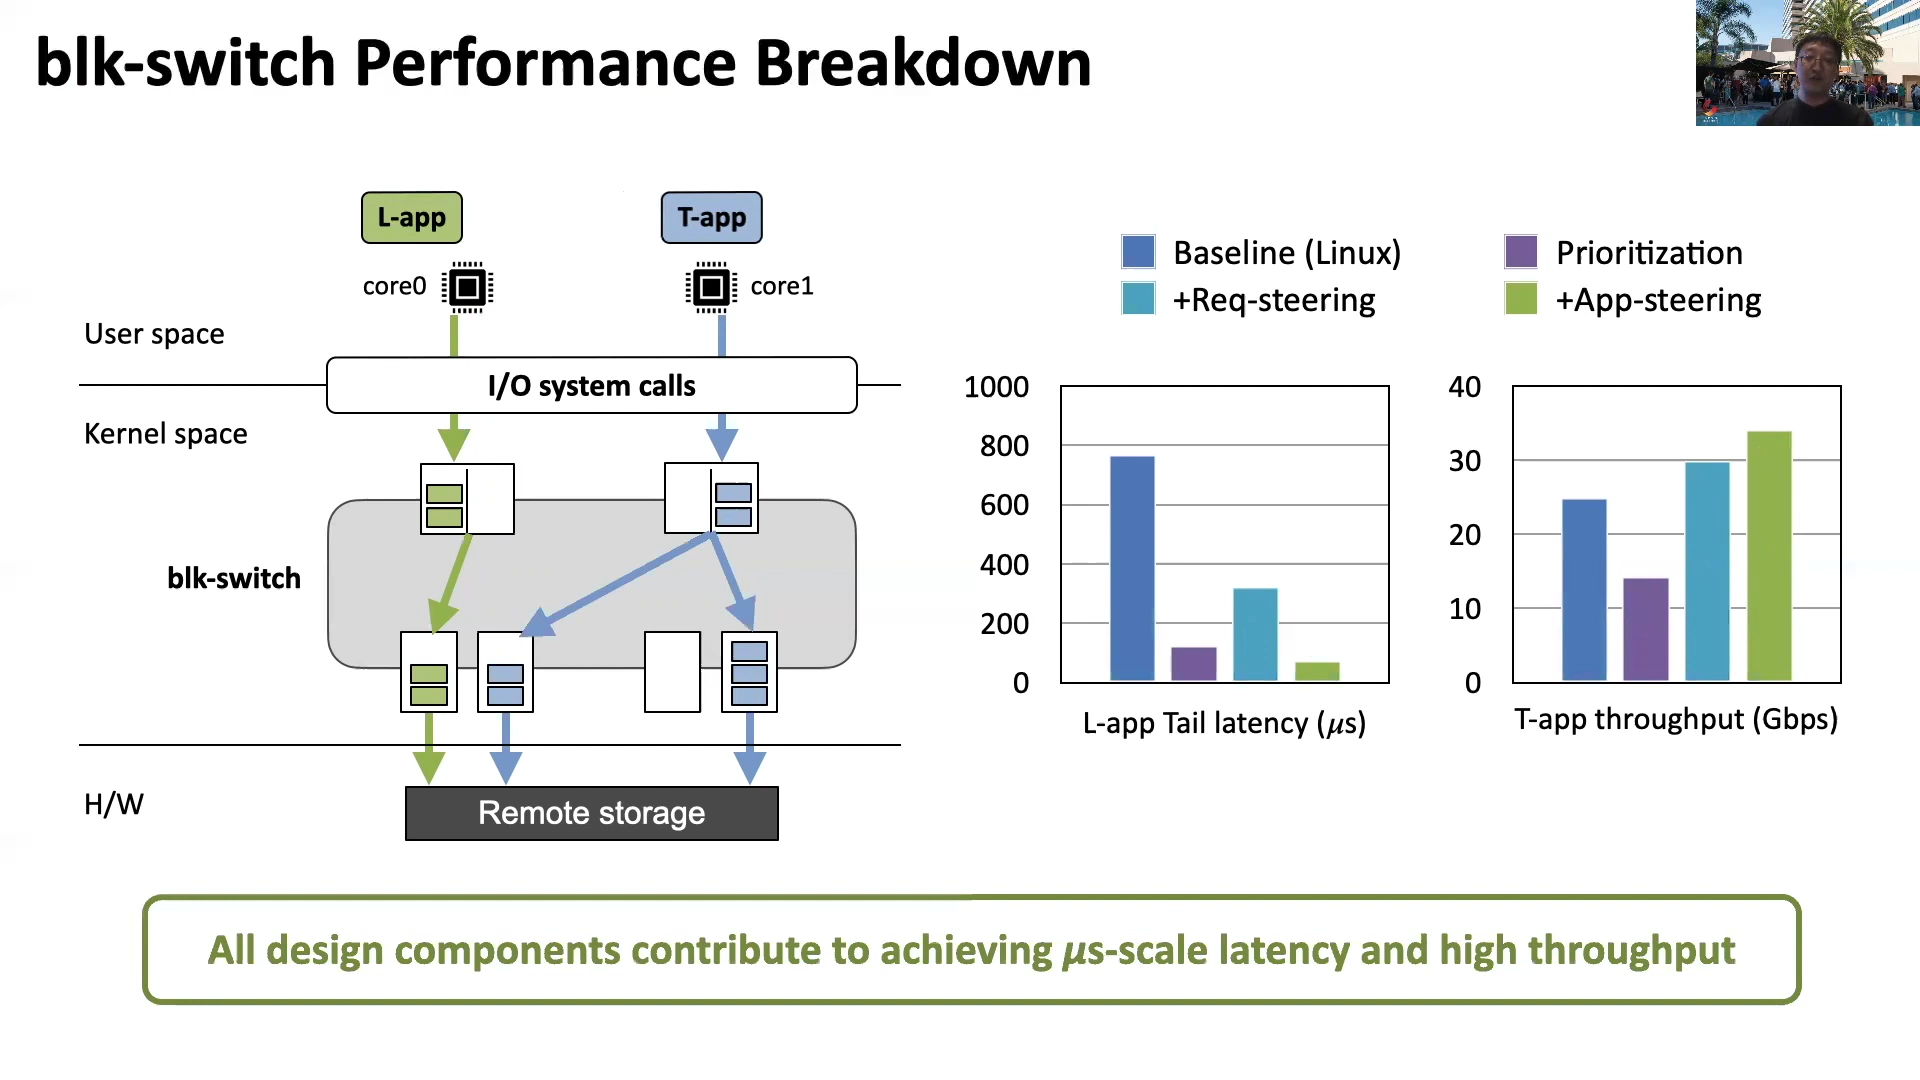 blk-switch Performance Breakdown
L-app
T-app
core0
core1
User space
I/O system calls
Kernel space
blk-switch
H/W
Remote storage
Baseline (Linux)
Prioritization
+Req-steering
+App-steering
1000
800
600
400
200
0
L-app Tail latency (µs)
40
30
20
10
0
T-app throughput (Gbps)
All design components contribute to achieving µs-scale latency and high throughput